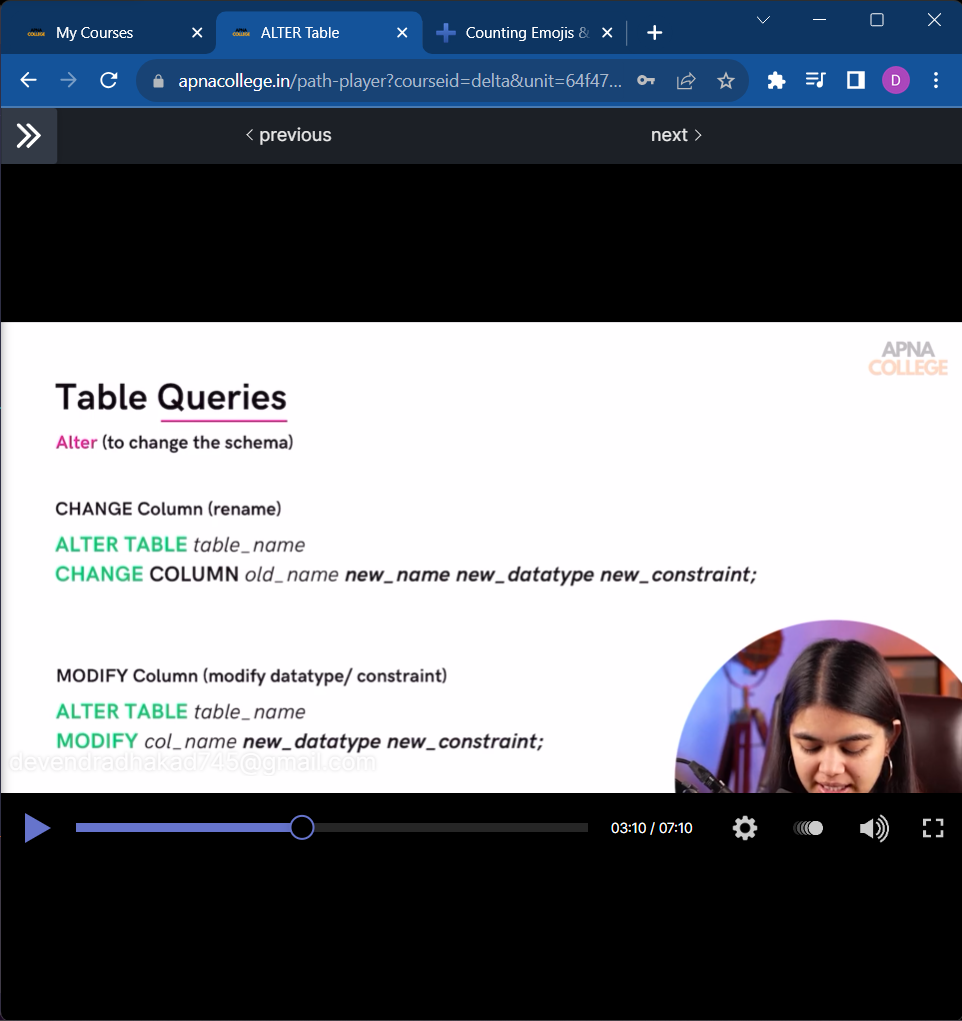 My Courses
ALTER Table
Counting Emojis &
apnacollege.in/path-player?courseid=delta&unit=64f47...
D
previous
next
APNA
COLLEGE
Table Queries
Alter (to change the schema)
CHANGE Column (rename)
ALTER TABLE table_name
CHANGE COLUMN old_name new_name new_datatype new_constraint;
MODIFY Column (modify datatype/ constraint)
ALTER TABLE table_name
MODIFY col_name new_datatype new_constraint;
devendradhakad745@gmail.com
03:10 / 07:10